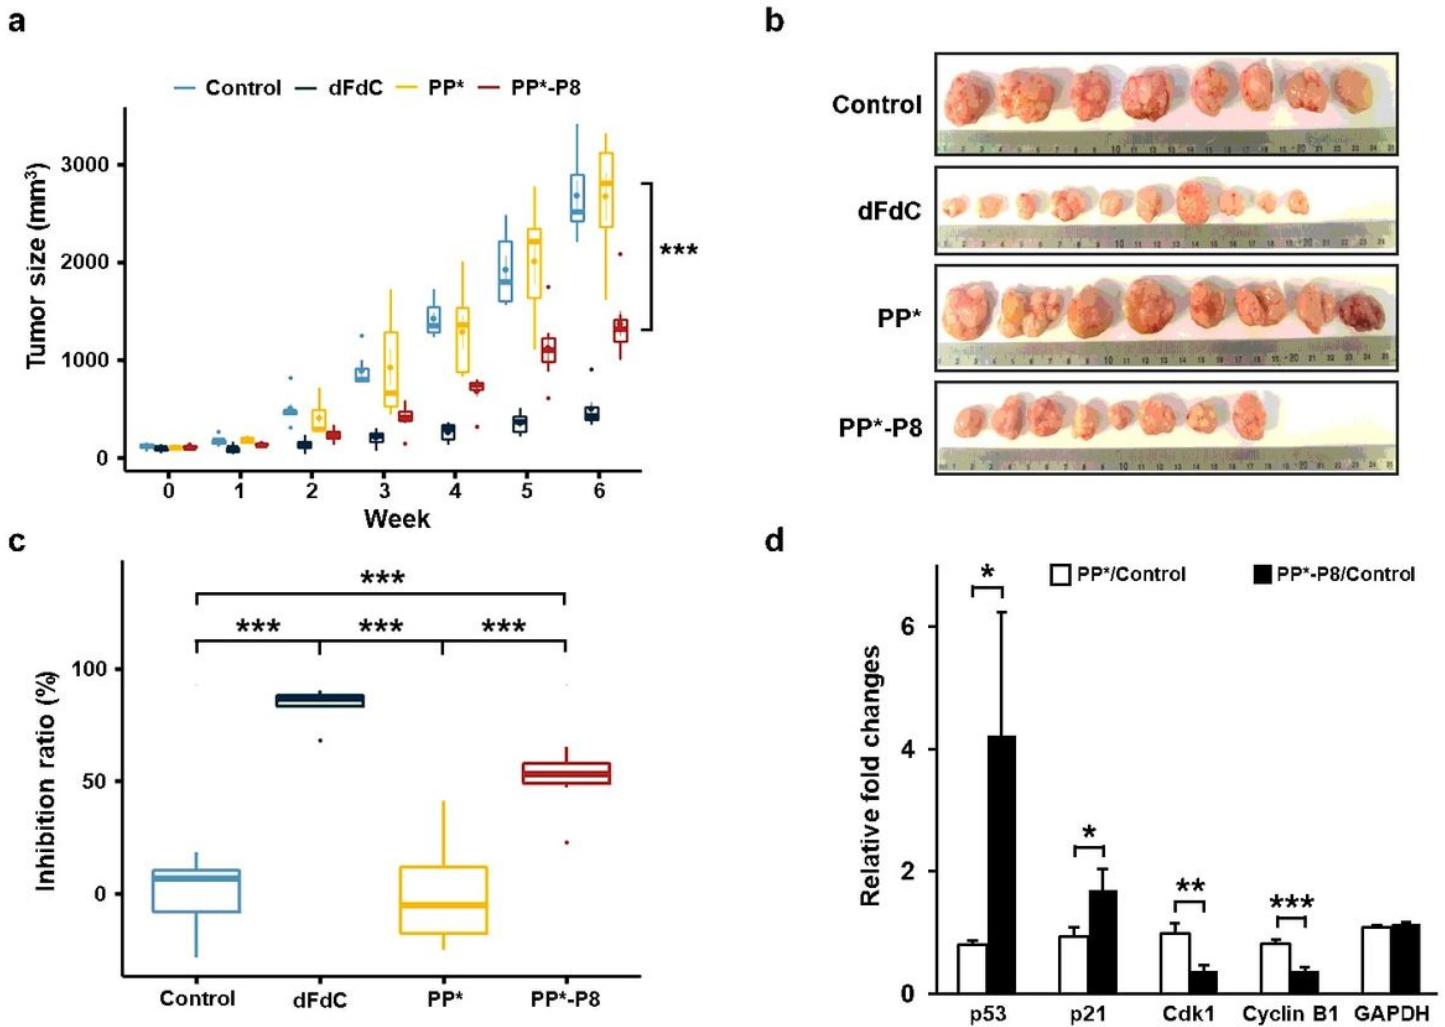 a
Control dFdC PP* PP*-P8
Tumor size (mm³)
3000
2000
1000
0
***
0 1 2 3 4 5 6
Week
b
Control
dFdC
PP*
PP*-P8
c
Inhibition ratio (%)
100
50
0
***
*** *** ***
Control dFdC PP* PP*-P8
d
PP*/Control PP*-P8/Control
Relative fold changes
6
4
2
0
*
*
**
***
p53 p21 Cdk1 Cyclin B1 GAPDH